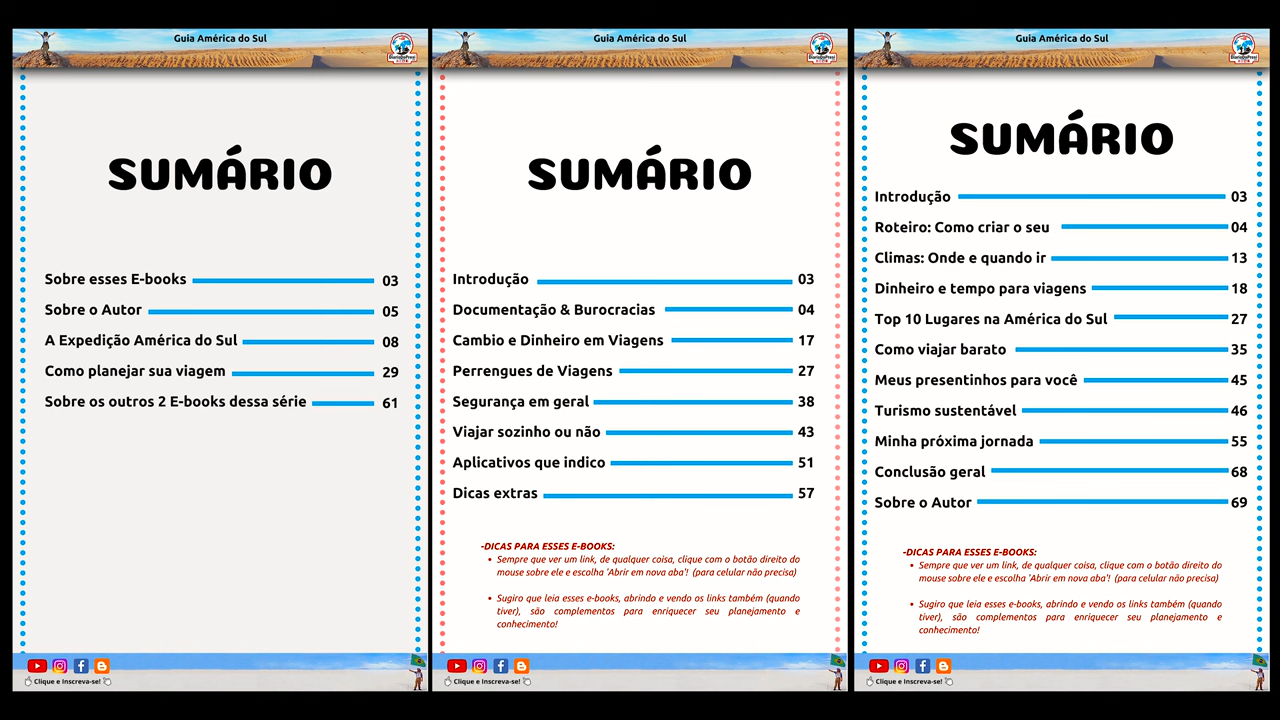 Guia América do Sul
SUMÁRIO
Sobre esses E-books 03
Sobre o Autor 05
A Expedição América do Sul 08
Como planejar sua viagem 29
Sobre os outros 2 E-books dessa série 61
Clique e Inscreva-se!
Guia América do Sul
SUMÁRIO
Introdução 03
Documentação & Burocracias 04
Cambio e Dinheiro em Viagens 17
Perrengues de Viagens 27
Segurança em geral 38
Viajar sozinho ou não 43
Aplicativos que indico 51
Dicas extras 57
-DICAS PARA ESSES E-BOOKS:
• Sempre que ver um link, de qualquer coisa, clique com o botão direito do
mouse sobre ele e escolha 'Abrir em nova aba'! (para celular não precisa)
• Sugiro que leia esses e-books, abrindo e vendo os links também (quando
tiver), são complementos para enriquecer seu planejamento e
conhecimento!
Clique e Inscreva-se!
Guia América do Sul
SUMÁRIO
Introdução 03
Roteiro: Como criar o seu 04
Climas: Onde e quando ir 13
Dinheiro e tempo para viagens 18
Top 10 Lugares na América do Sul 27
Como viajar barato 35
Meus presentinhos para você 45
Turismo sustentável 46
Minha próxima jornada 55
Conclusão geral 68
Sobre o Autor 69
-DICAS PARA ESSES E-BOOKS:
• Sempre que ver um link, de qualquer coisa, clique com o botão direito do
mouse sobre ele e escolha 'Abrir em nova aba'! (para celular não precisa)
• Sugiro que leia esses e-books, abrindo e vendo os links também (quando
tiver), são complementos para enriquecer seu planejamento e
conhecimento!
Clique e Inscreva-se!